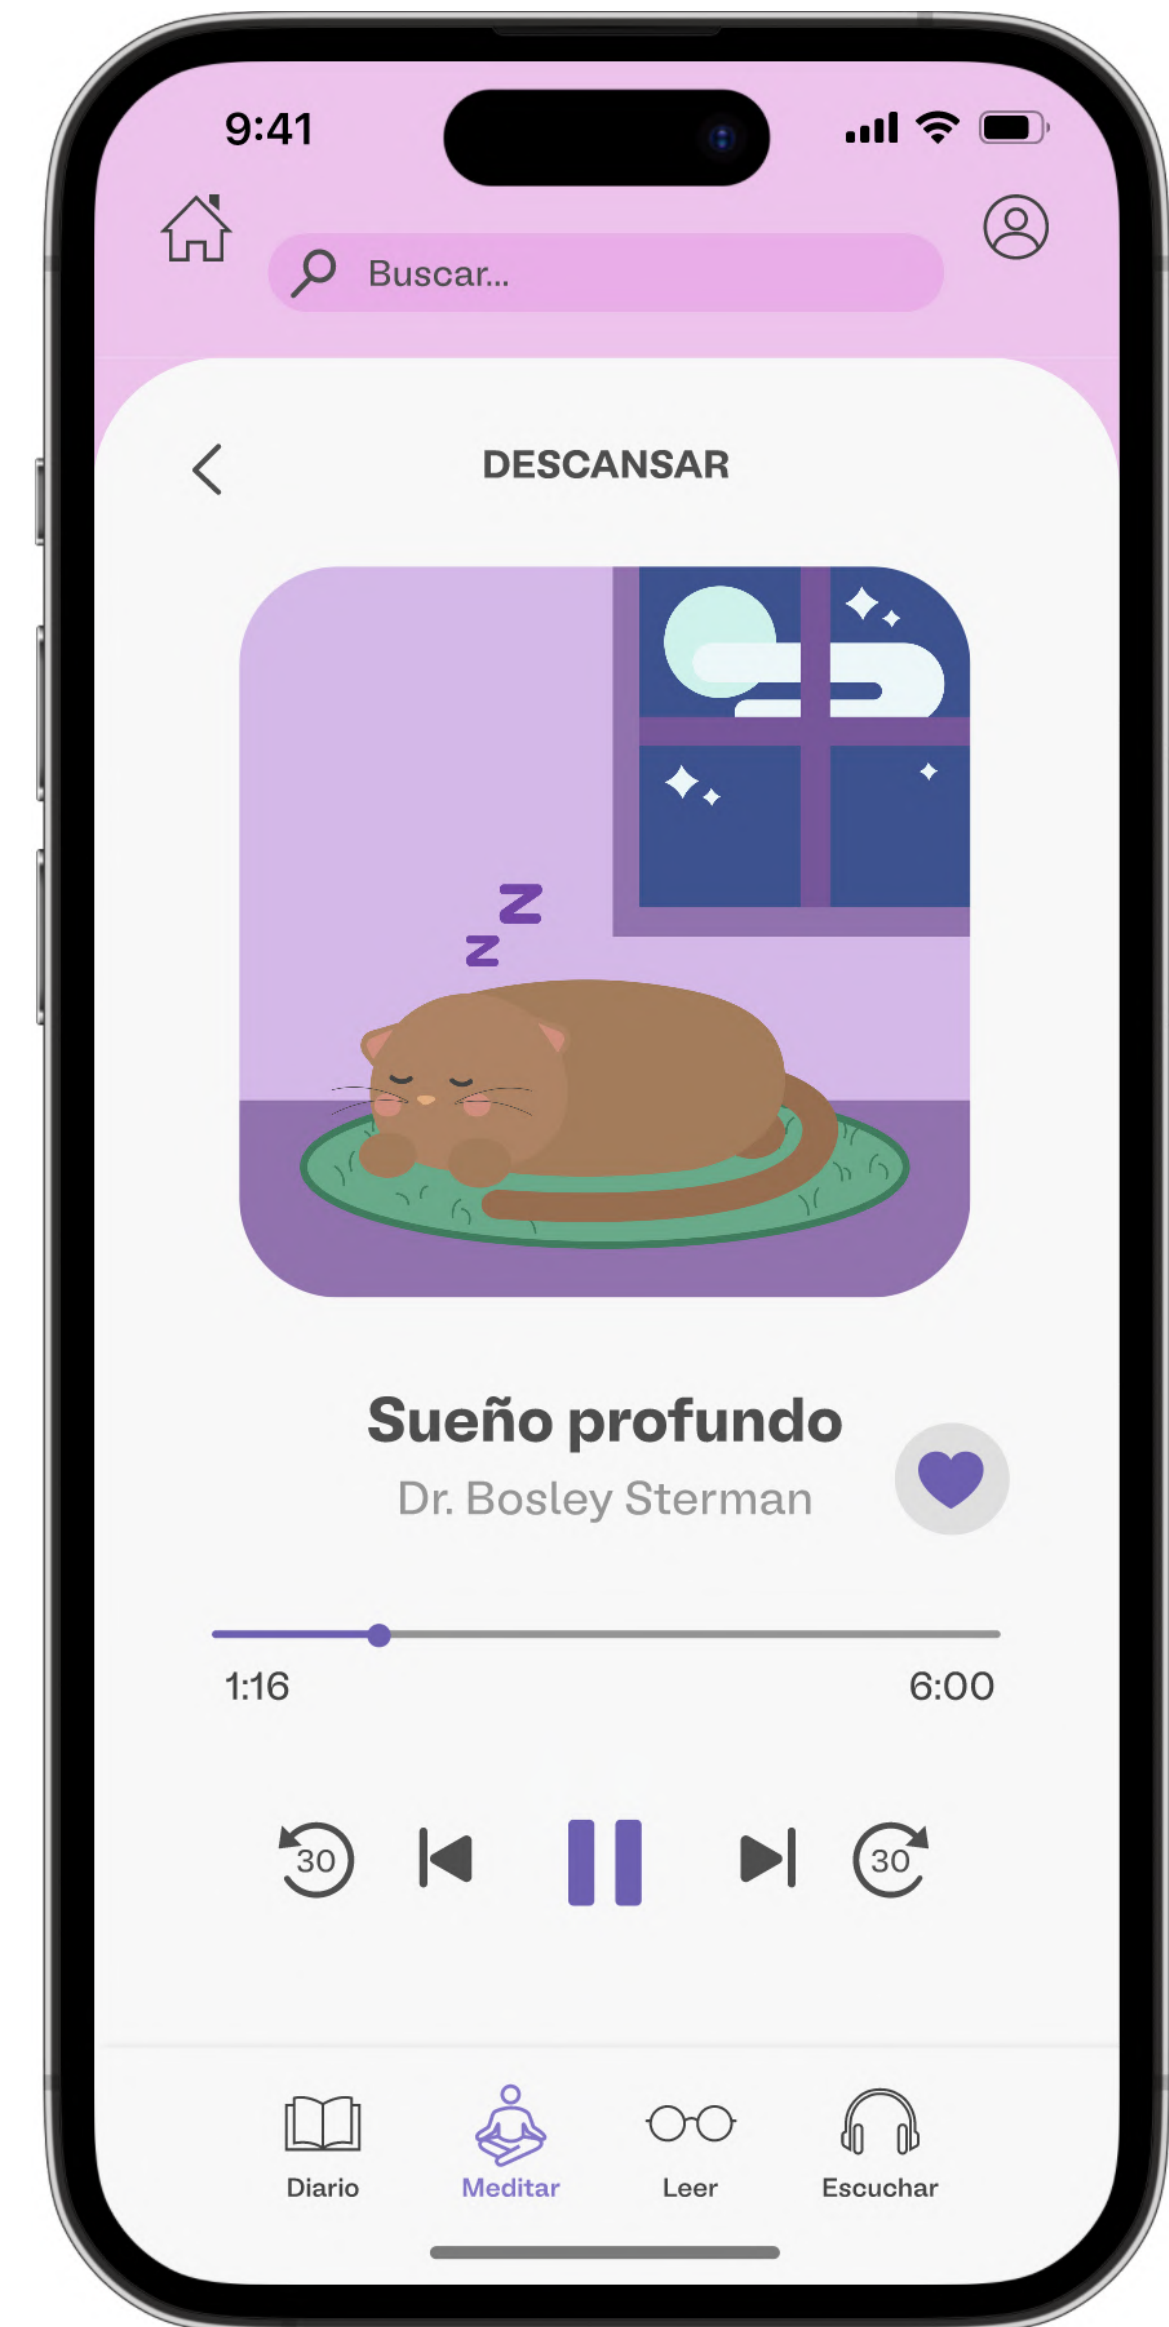 9:41
Buscar...
DESCANSAR
Z
Z
Sueño profundo
Dr. Bosley Sterman
1:16 6:00
30 30
Diario Meditar Leer Escuchar